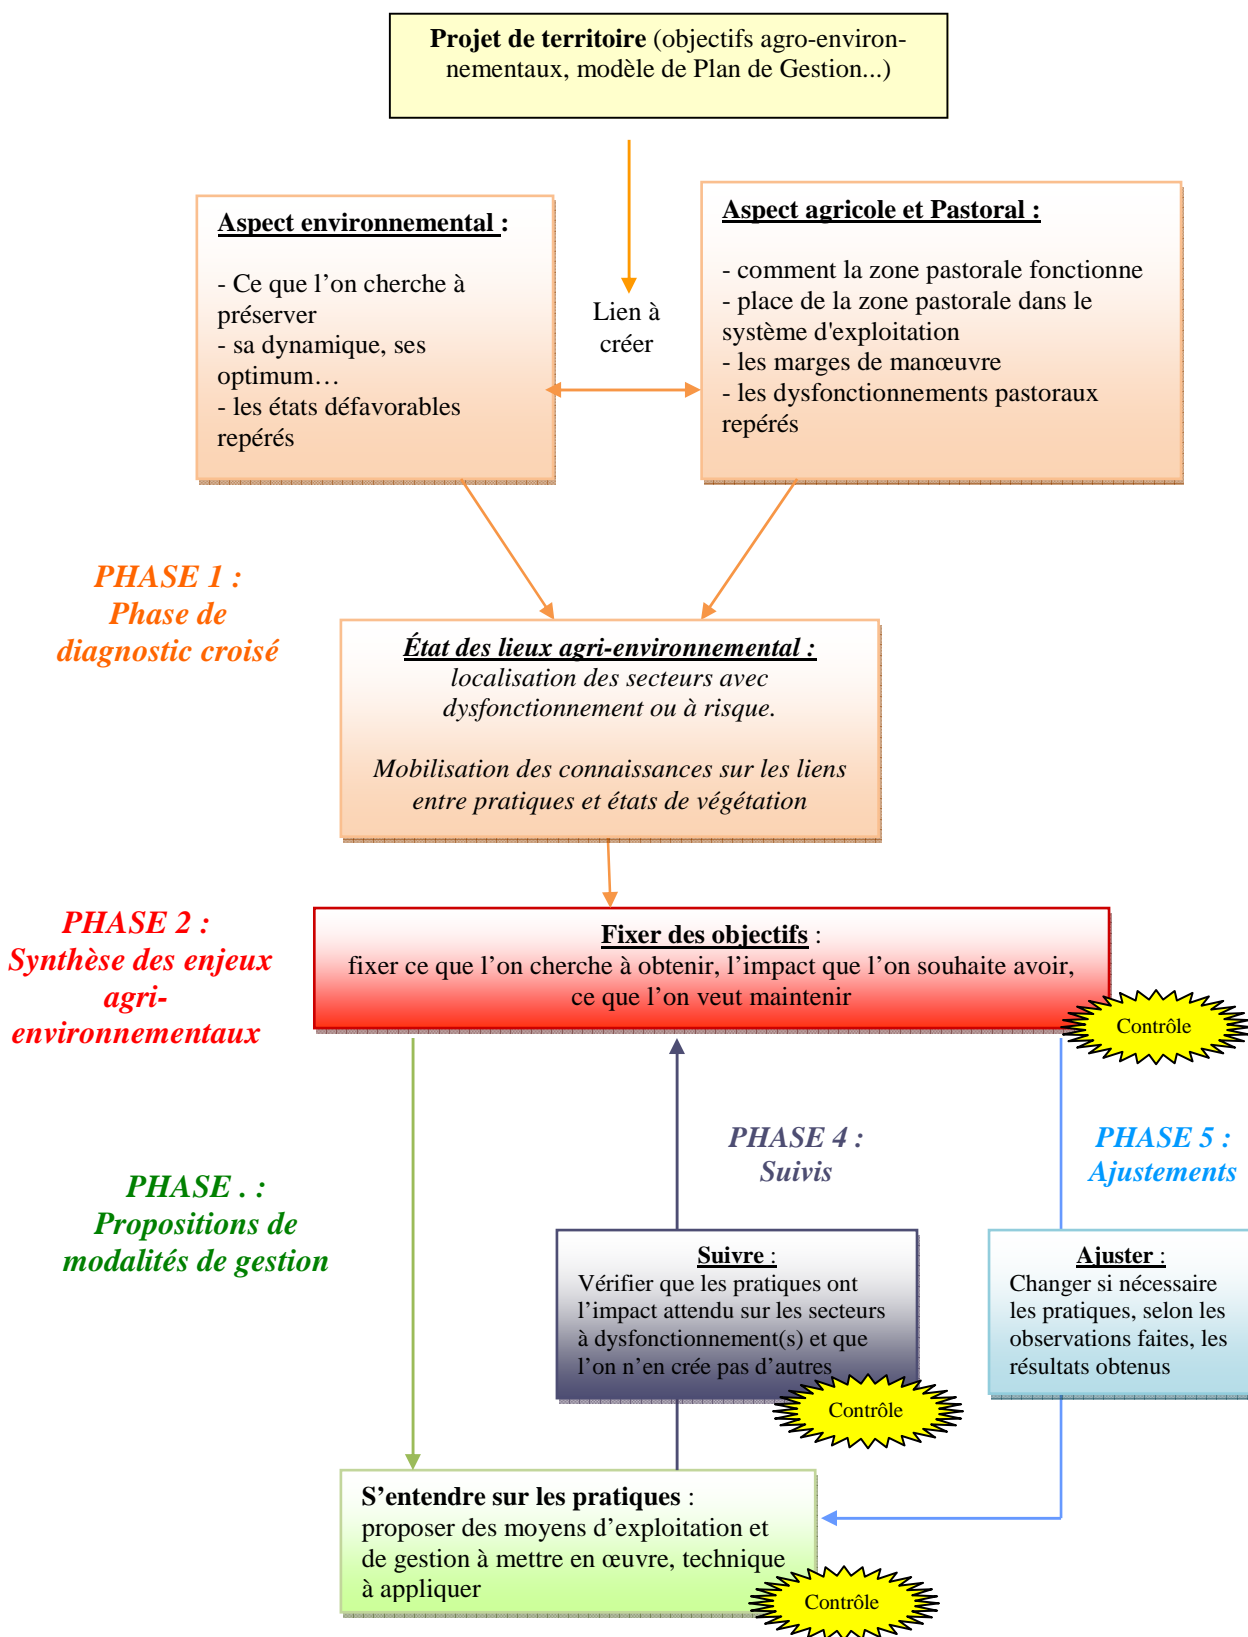 Projet de territoire (objectifs agro-environ-
nementaux, modèle de Plan de Gestion...)
Aspect environnemental :
- Ce que l’on cherche à
préserver
- sa dynamique, ses
optimum…
- les états défavorables
repérés
Lien à
créer
Aspect agricole et Pastoral :
- comment la zone pastorale fonctionne
- place de la zone pastorale dans le
système d'exploitation
- les marges de manœuvre
- les dysfonctionnements pastoraux
repérés
PHASE 1 :
Phase de
diagnostic croisé
État des lieux agri-environnemental :
localisation des secteurs avec
dysfonctionnement ou à risque.
Mobilisation des connaissances sur les liens
entre pratiques et états de végétation
PHASE 2 :
Synthèse des enjeux
agri-
environnementaux
Fixer des objectifs :
fixer ce que l’on cherche à obtenir, l’impact que l’on souhaite avoir,
ce que l’on veut maintenir
Contrôle
PHASE . :
Propositions de
modalités de gestion
PHASE 4 :
Suivis
PHASE 5 :
Ajustements
Suivre :
Vérifier que les pratiques ont
l’impact attendu sur les secteurs
à dysfonctionnement(s) et que
l’on n’en crée pas d’autres
Contrôle
Ajuster :
Changer si nécessaire
les pratiques, selon les
observations faites, les
résultats obtenus
S’entendre sur les pratiques :
proposer des moyens d’exploitation et
de gestion à mettre en œuvre, technique
à appliquer
Contrôle